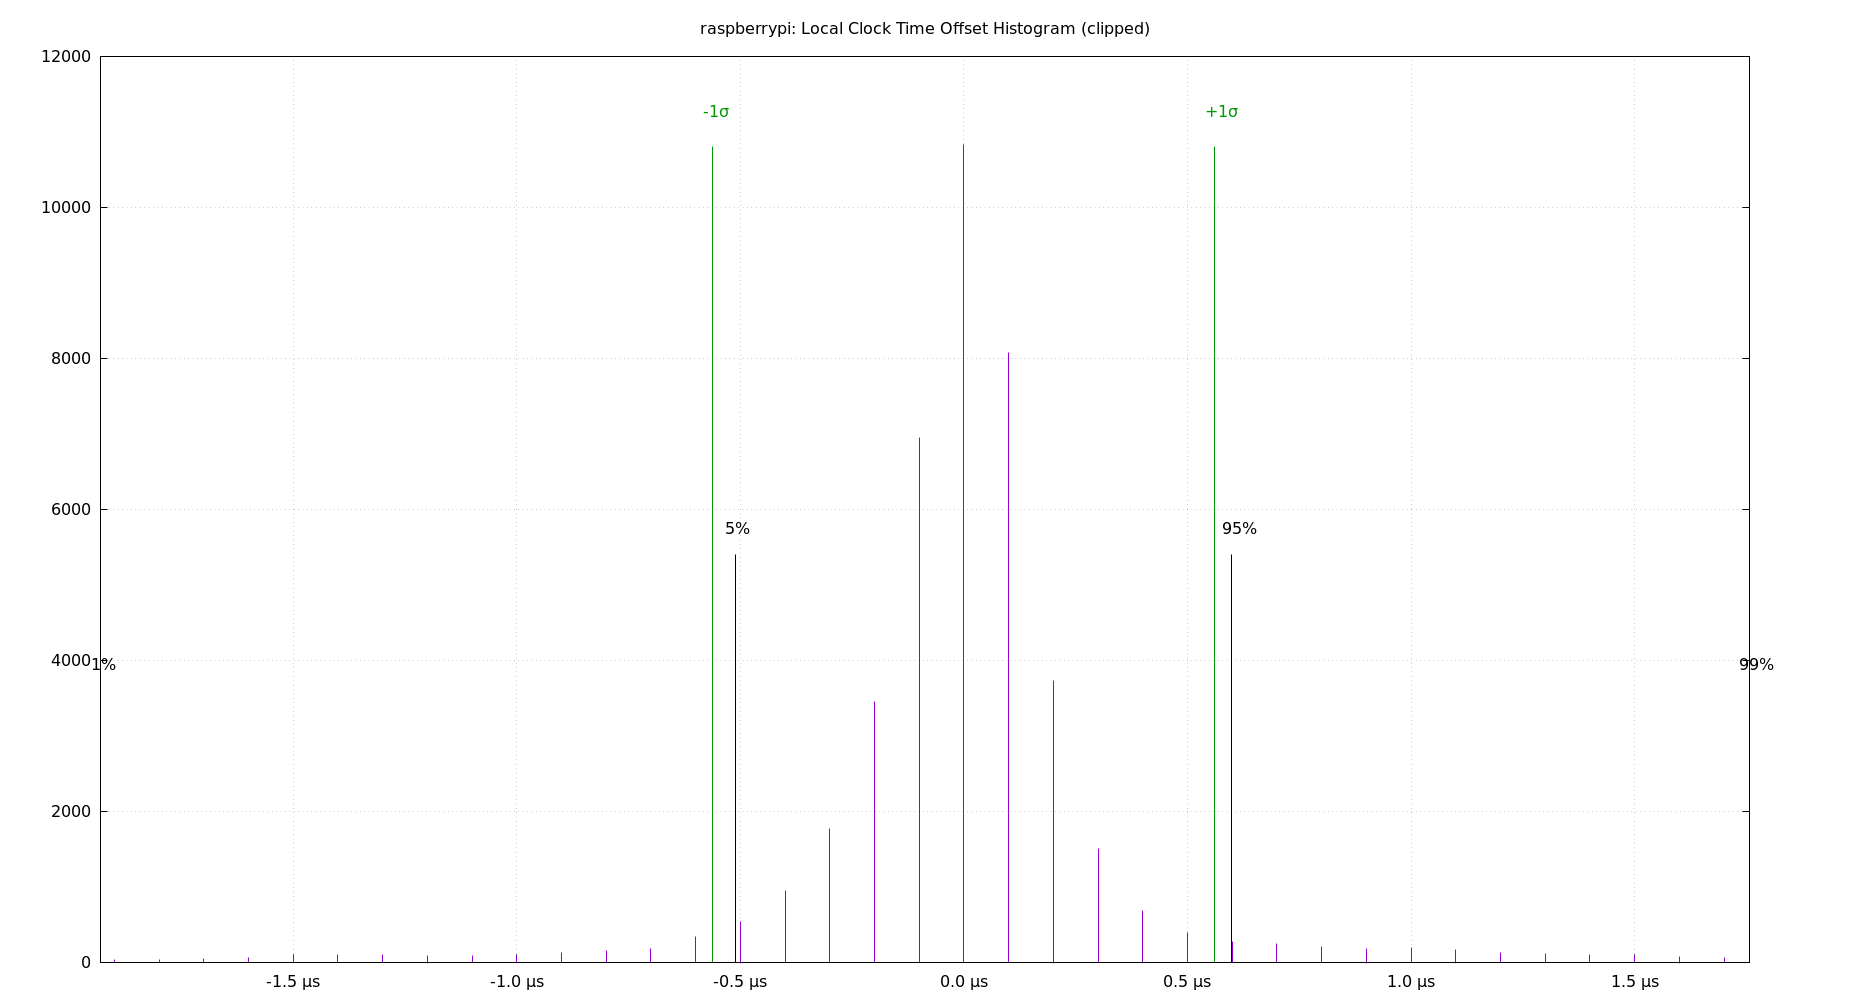 raspberrypi: Local Clock Time Offset Histogram (clipped)
12000
-1σ
+1σ
10000
8000
6000
5%
95%
4000
1%
99%
2000
0
-1.5 µs
-1.0 µs
-0.5 µs
0.0 µs
0.5 µs
1.0 µs
1.5 µs